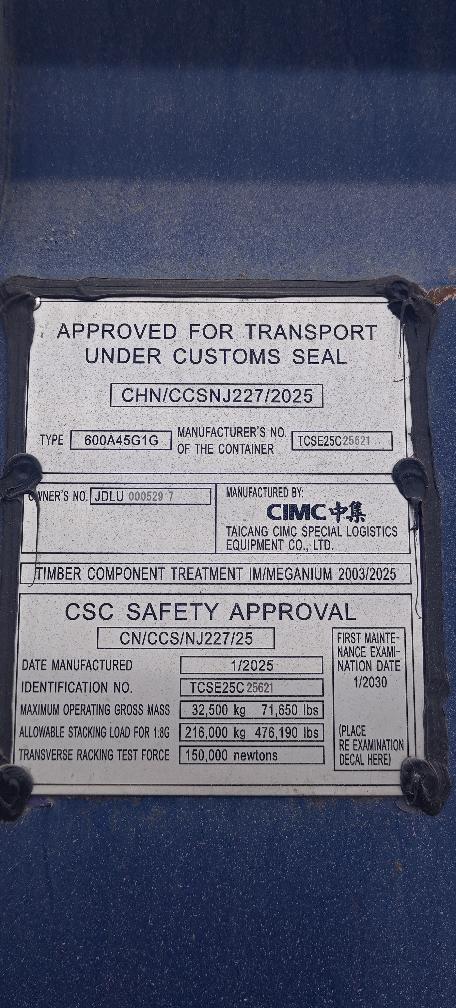 APPROVED FOR TRANSPORT
UNDER CUSTOMS SEAL
CHN/CCSNJ227/2025
TYPE 600A45G1G MANUFACTURER'S NO. OF THE CONTAINER TCSE25C25621
OWNER'S NO. JDLU 000529 7
MANUFACTURED BY:
CIMC中集
TAICANG CIMC SPECIAL LOGISTICS
EQUIPMENT CO., LTD.
TIMBER COMPONENT TREATMENT IM/MEGANIUM 2003/2025
CSC SAFETY APPROVAL
CN/CCS/NJ227/25
DATE MANUFACTURED 1/2025
IDENTIFICATION NO. TCSE25C25621
MAXIMUM OPERATING GROSS MASS 32,500 kg 71,650 lbs
ALLOWABLE STACKING LOAD FOR 1.8G 216,000 kg 476,190 lbs
TRANSVERSE RACKING TEST FORCE 150,000 newtons
FIRST MAINTE-
NANCE EXAMI-
NATION DATE
1/2030
(PLACE
RE EXAMINATION
DECAL HERE)